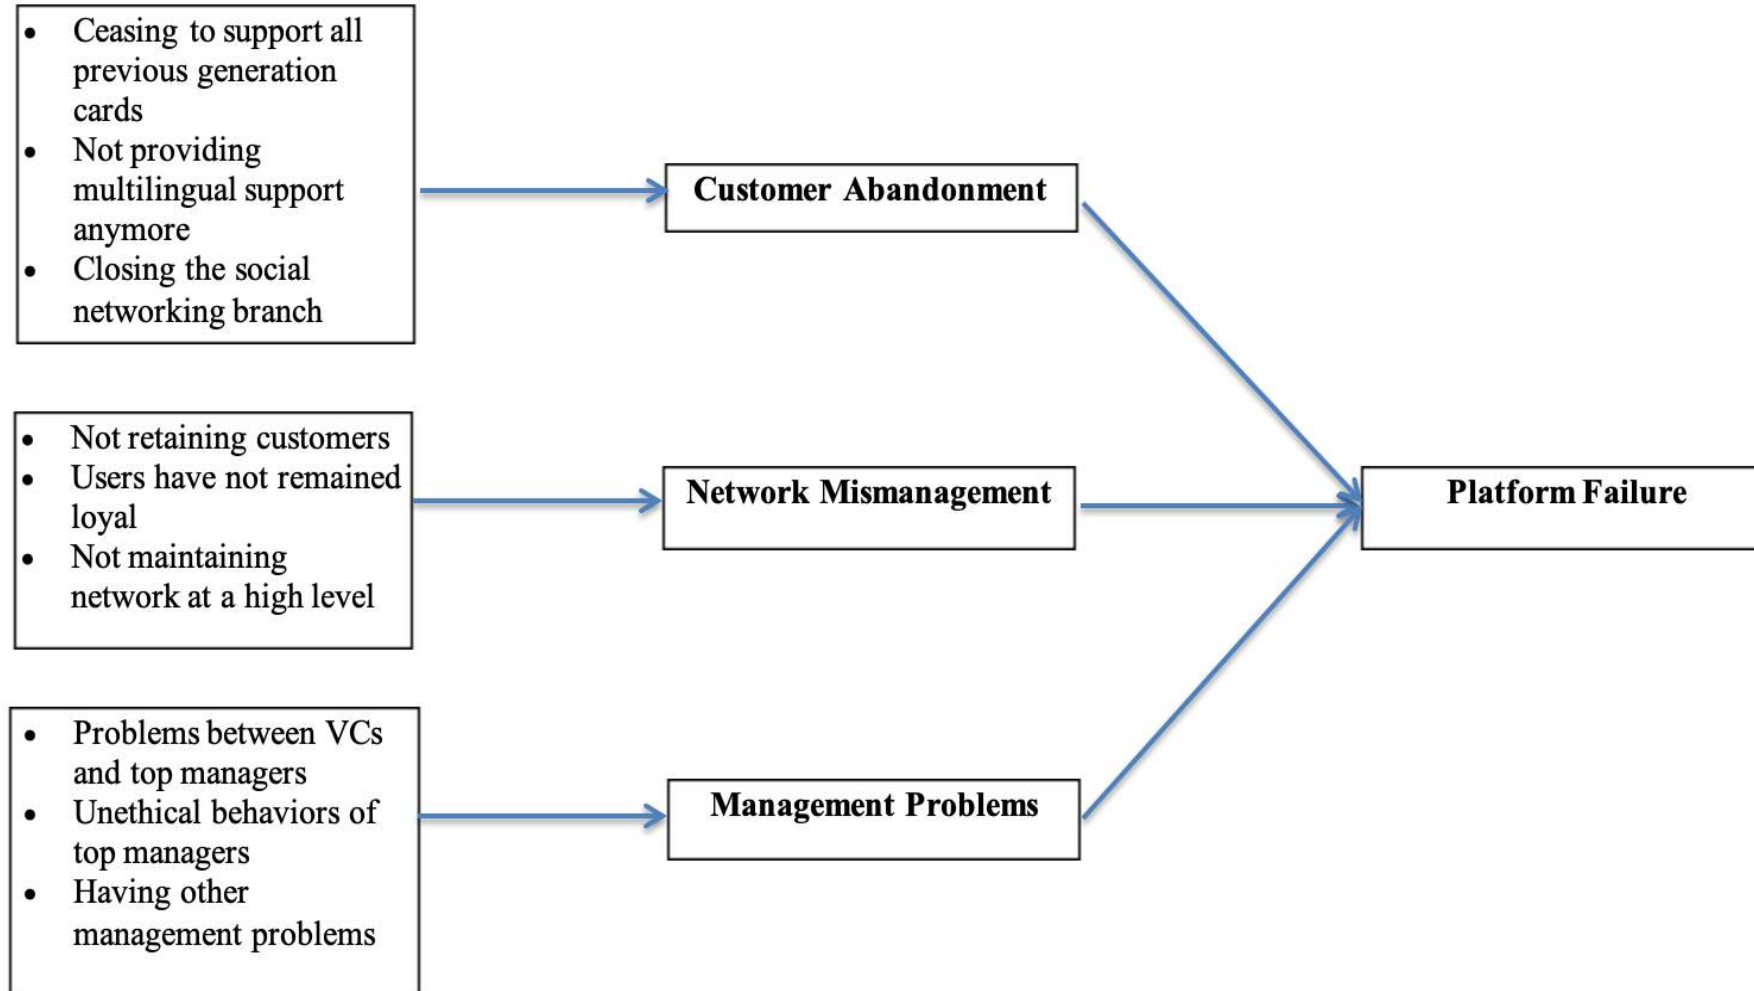 • Ceasing to support all
previous generation
cards
• Not providing
multilingual support
anymore
• Closing the social
networking branch
Customer Abandonment
• Not retaining customers
• Users have not remained
loyal
• Not maintaining
network at a high level
Network Mismanagement
Platform Failure
• Problems between VCs
and top managers
• Unethical behaviors of
top managers
• Having other
management problems
Management Problems